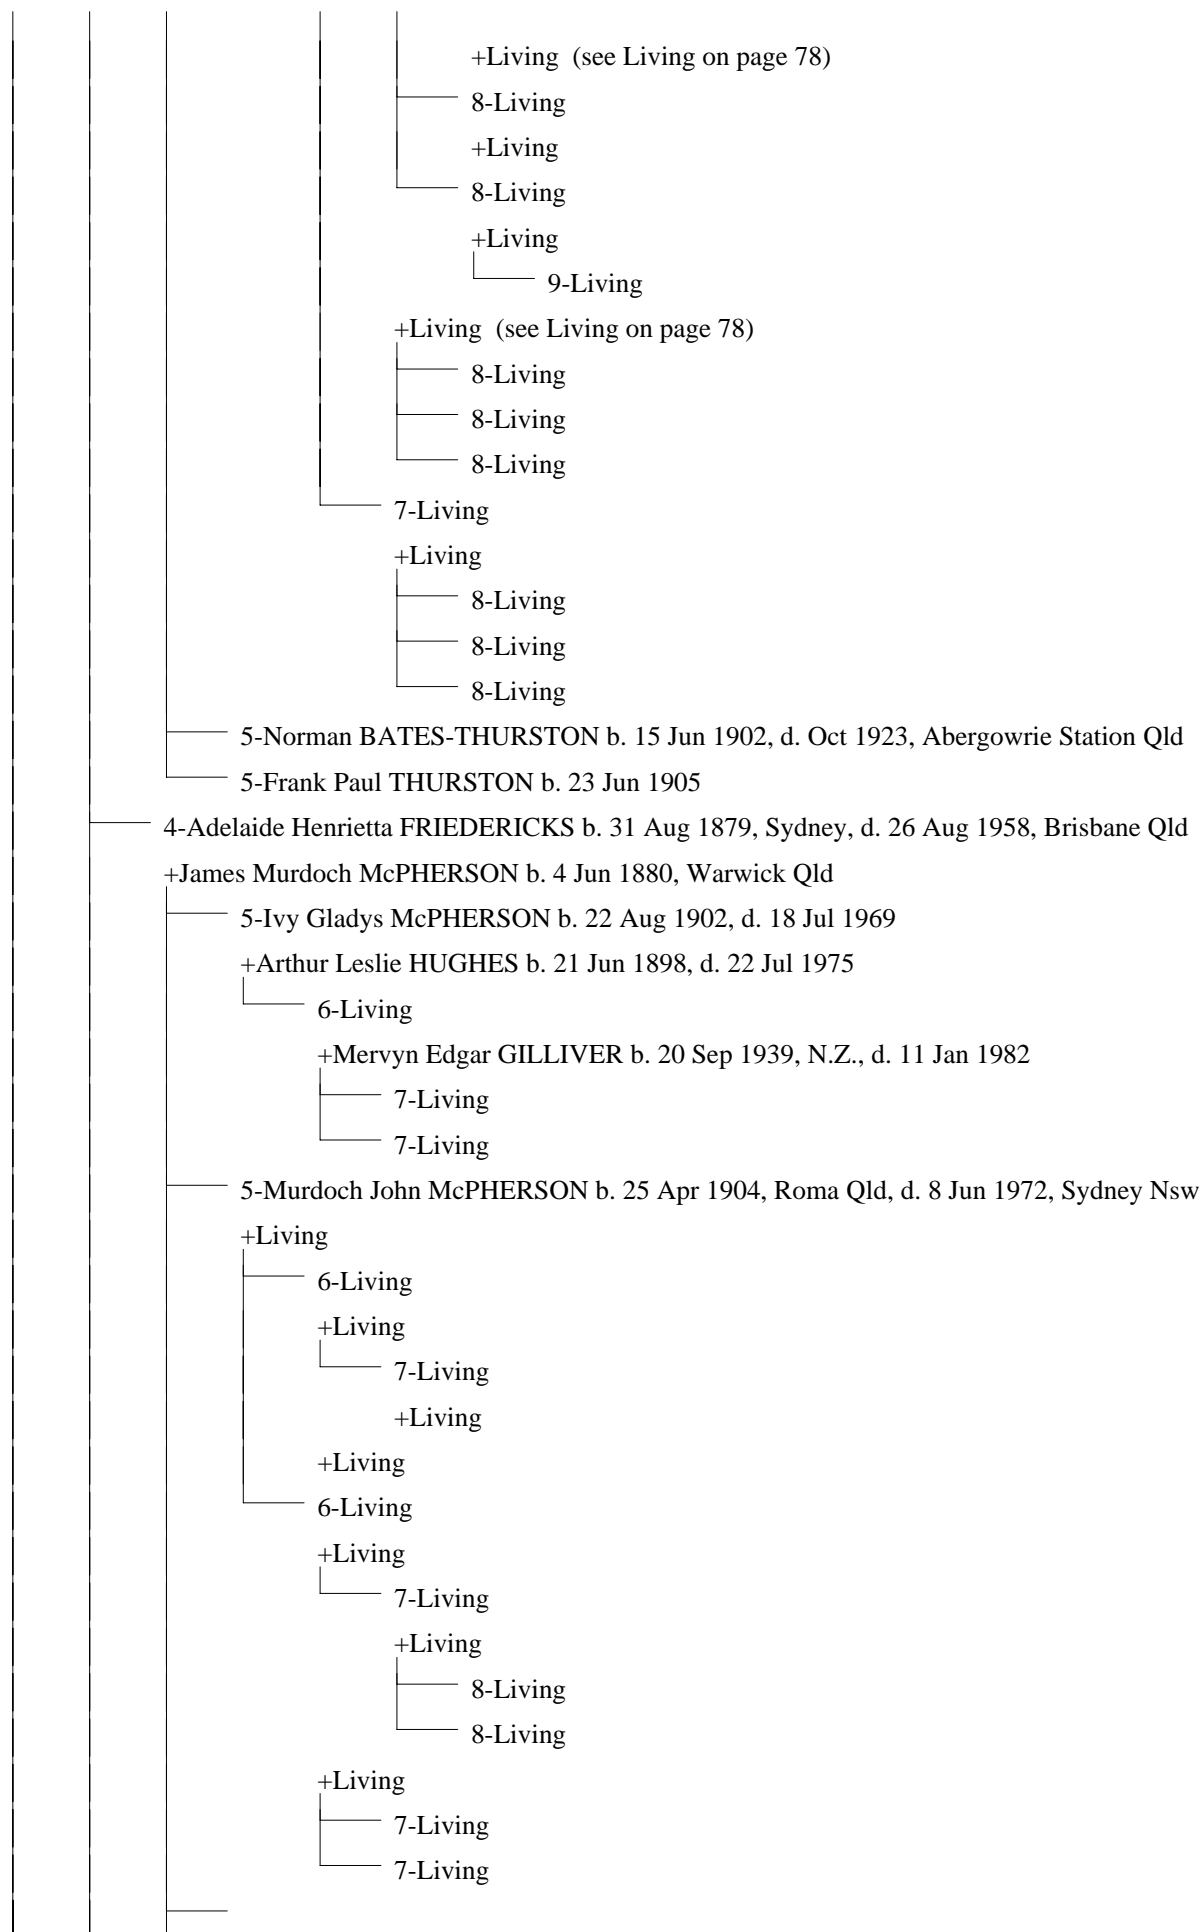 +Living (see Living on page 78)
8-Living
+Living
8-Living
+Living
9-Living
+Living (see Living on page 78)
8-Living
8-Living
8-Living
7-Living
+Living
8-Living
8-Living
8-Living
5-Norman BATES-THURSTON b. 15 Jun 1902, d. Oct 1923, Abergowrie Station Qld
5-Frank Paul THURSTON b. 23 Jun 1905
4-Adelaide Henrietta FRIEDERICKS b. 31 Aug 1879, Sydney, d. 26 Aug 1958, Brisbane Qld
+James Murdoch McPHERSON b. 4 Jun 1880, Warwick Qld
5-Ivy Gladys McPHERSON b. 22 Aug 1902, d. 18 Jul 1969
+Arthur Leslie HUGHES b. 21 Jun 1898, d. 22 Jul 1975
6-Living
+Mervyn Edgar GILLIVER b. 20 Sep 1939, N.Z., d. 11 Jan 1982
7-Living
7-Living
5-Murdoch John McPHERSON b. 25 Apr 1904, Roma Qld, d. 8 Jun 1972, Sydney Nsw
+Living
6-Living
+Living
7-Living
+Living
+Living
6-Living
+Living
7-Living
+Living
8-Living
8-Living
+Living
7-Living
7-Living